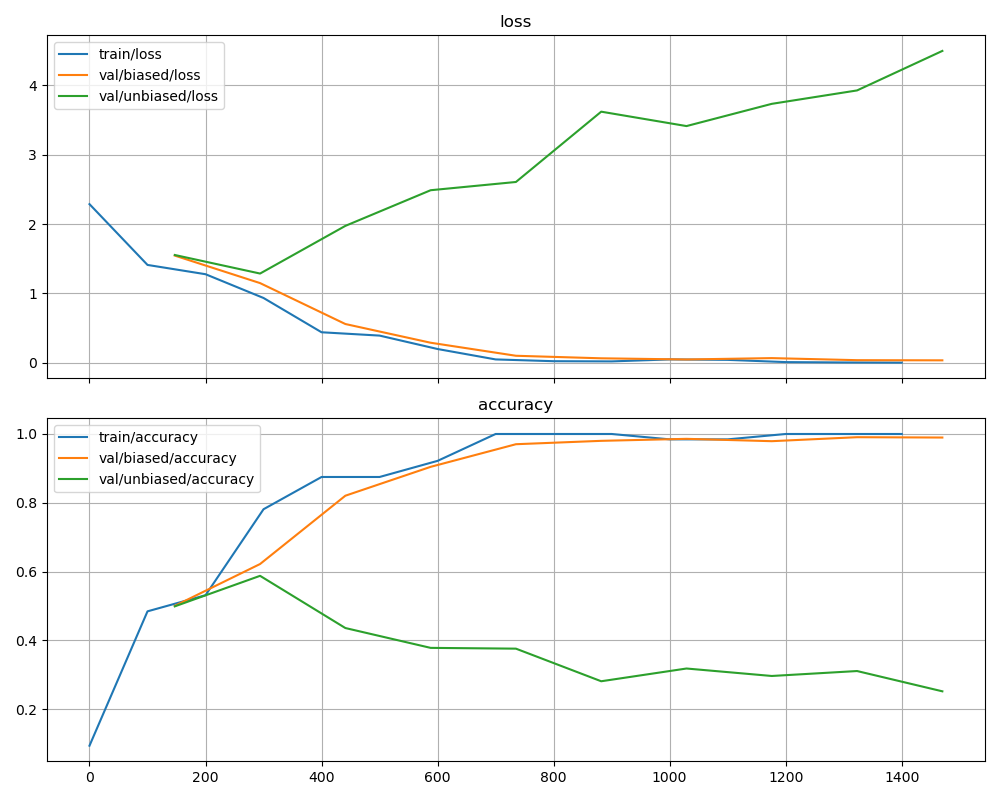 loss
train/loss
val/biased/loss
val/unbiased/loss
4
3
2
1
0
accuracy
train/accuracy
val/biased/accuracy
val/unbiased/accuracy
1.0
0.8
0.6
0.4
0.2
0 200 400 600 800 1000 1200 1400